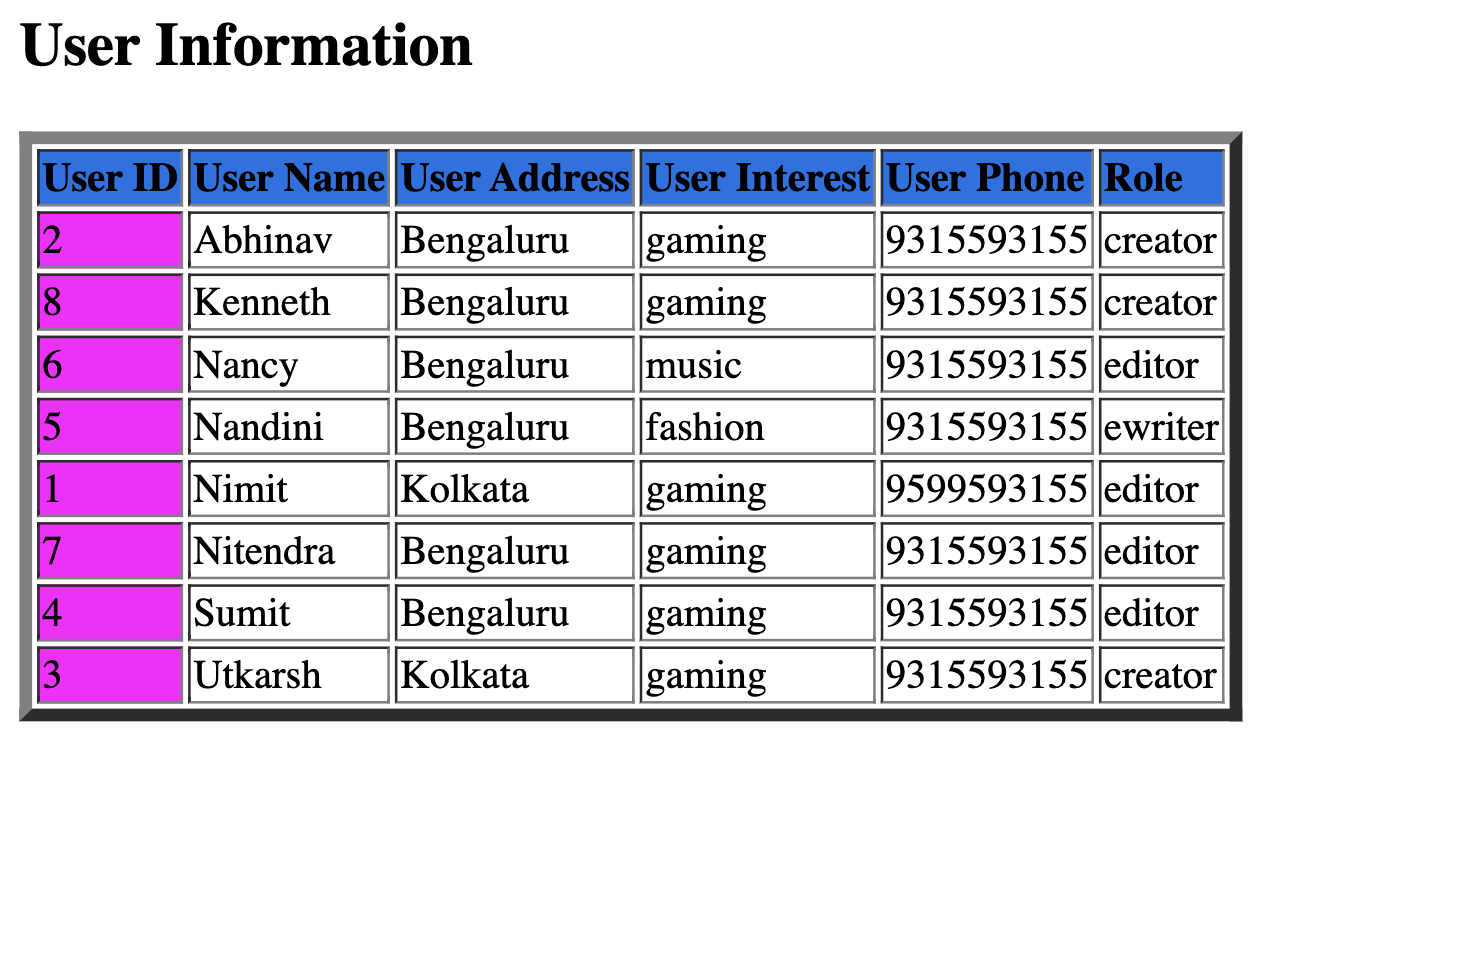 User Information
User ID User Name User Address User Interest User Phone Role
2 Abhinav Bengaluru gaming 9315593155 creator
8 Kenneth Bengaluru gaming 9315593155 creator
6 Nancy Bengaluru music 9315593155 editor
5 Nandini Bengaluru fashion 9315593155 ewriter
1 Nimit Kolkata gaming 9599593155 editor
7 Nitendra Bengaluru gaming 9315593155 editor
4 Sumit Bengaluru gaming 9315593155 editor
3 Utkarsh Kolkata gaming 9315593155 creator